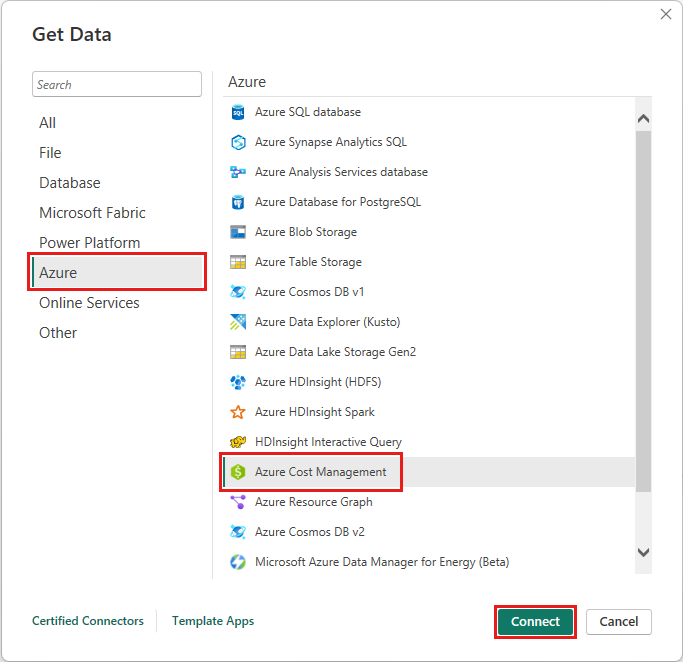 Get Data
Search
All
File
Database
Microsoft Fabric
Power Platform
Azure
Online Services
Other
Azure
SQL
Azure SQL database
Azure Synapse Analytics SQL
Azure Analysis Services database
Azure Database for PostgreSQL
Azure Blob Storage
Azure Table Storage
Azure Cosmos DB v1
Azure Data Explorer (Kusto)
Azure Data Lake Storage Gen2
Azure HDInsight (HDFS)
Azure HDInsight Spark
HDInsight Interactive Query
$
Azure Cost Management
Azure Resource Graph
Azure Cosmos DB v2
Microsoft Azure Data Manager for Energy (Beta)
Certified Connectors
Template Apps
Connect
Cancel